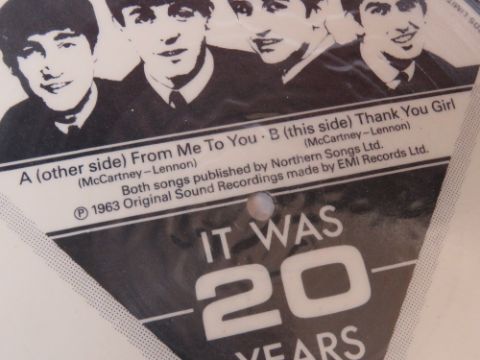 A (other side) From Me To You · B (this side) Thank You Girl
(McCartney–Lennon) (McCartney–Lennon)
Both songs published by Northern Songs Ltd.
℗ 1963 Original Sound Recordings made by EMI Records Ltd.
IT WAS
20
YEARS